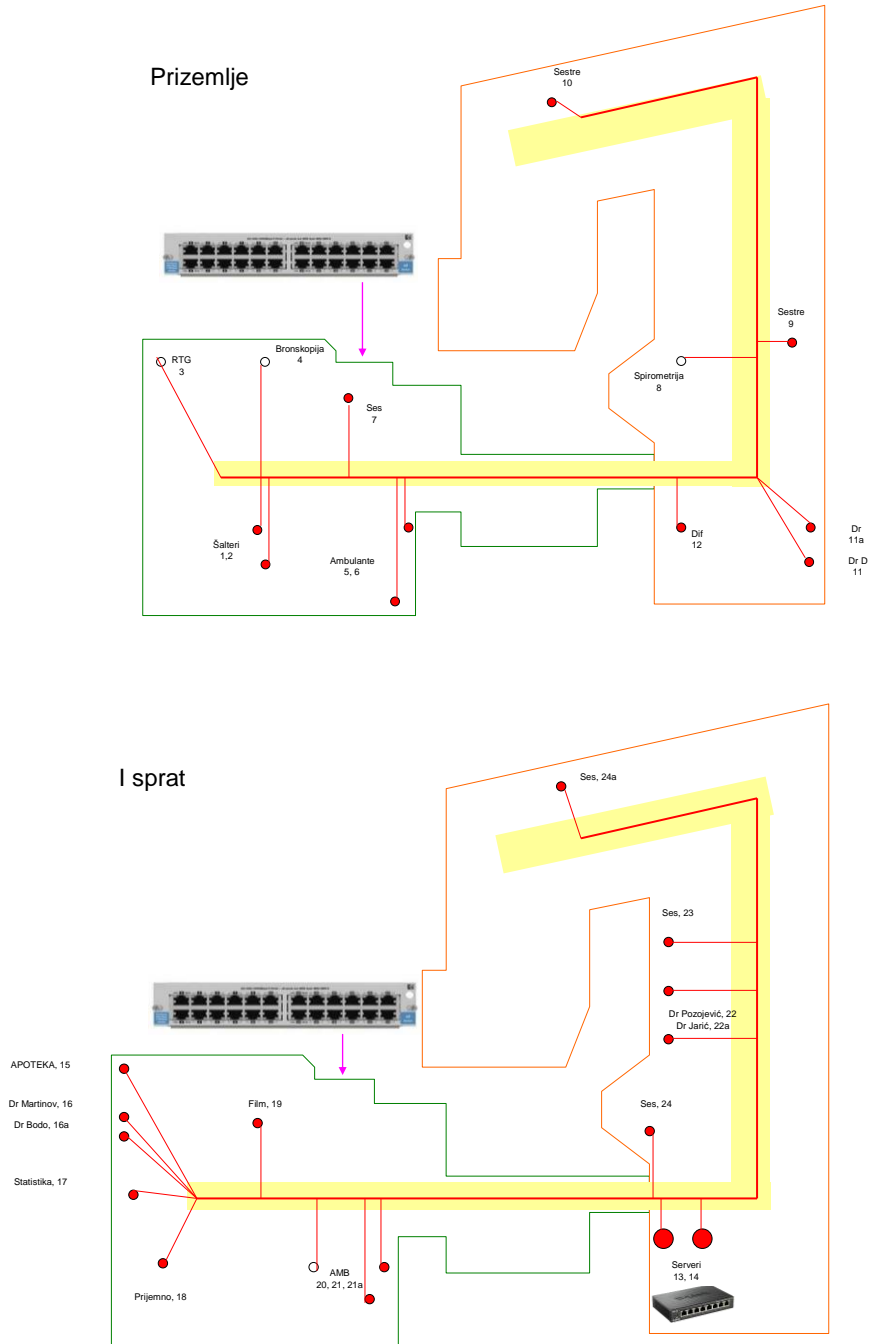 Prizemlje
Sestre
10
Sestre
9
RTG
3
Bronskopija
4
Ses
7
Spirometrija
8
Šalteri
1,2
Ambulante
5, 6
Dif
12
Dr
11a
Dr D
11
I sprat
Ses, 24a
Ses, 23
Dr Pozojević, 22
Dr Jarić, 22a
APOTEKA, 15
Dr Martinov, 16
Dr Bodo, 16a
Film, 19
Ses, 24
Statistika, 17
Prijemno, 18
AMB
20, 21, 21a
Serveri
13, 14